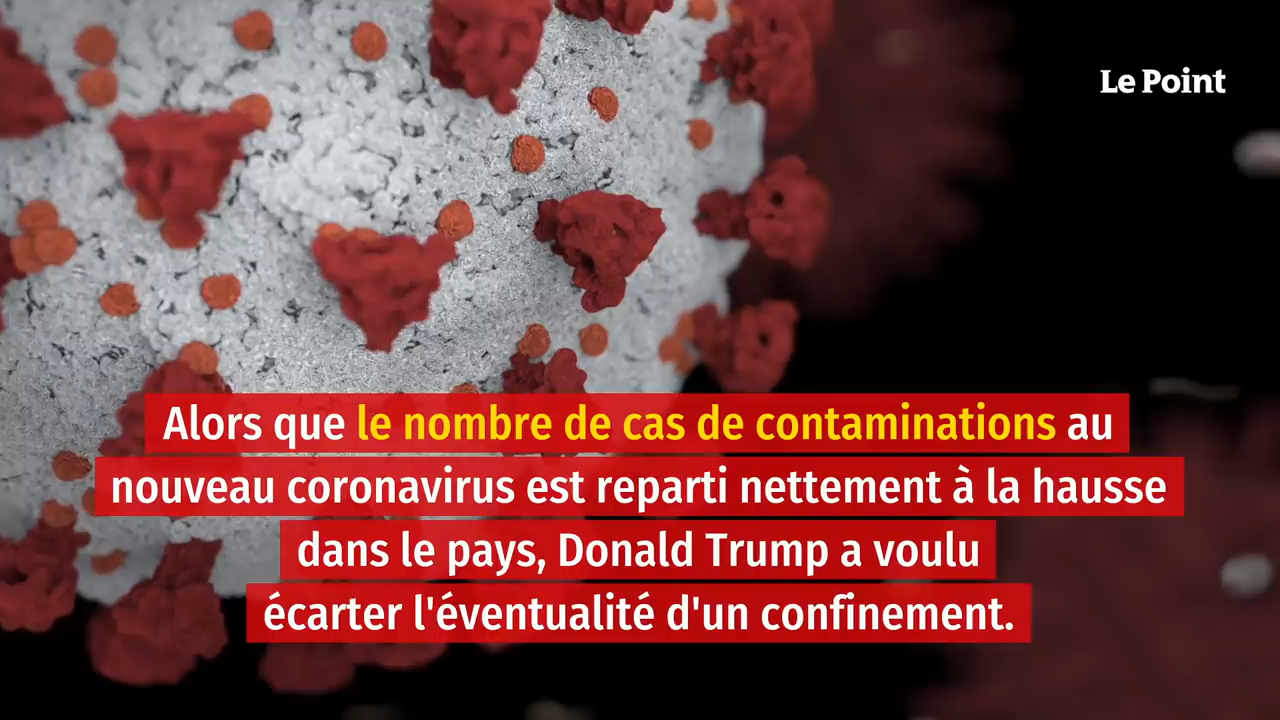 Le Point
Alors que le nombre de cas de contaminations au
nouveau coronavirus est reparti nettement à la hausse
dans le pays, Donald Trump a voulu
écarter l'éventualité d'un confinement.